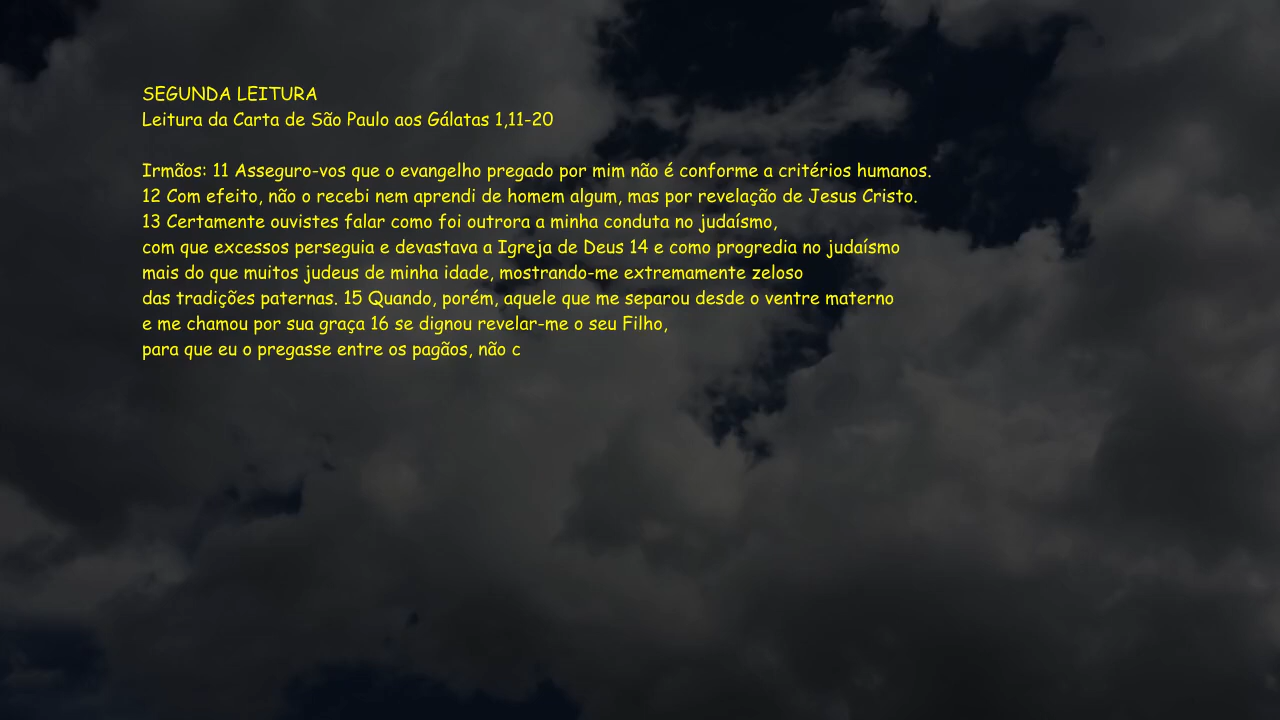 SEGUNDA LEITURA
Leitura da Carta de São Paulo aos Gálatas 1,11-20
Irmãos: 11 Asseguro-vos que o evangelho pregado por mim não é conforme a critérios humanos.
12 Com efeito, não o recebi nem aprendi de homem algum, mas por revelação de Jesus Cristo.
13 Certamente ouvistes falar como foi outrora a minha conduta no judaísmo,
com que excessos perseguia e devastava a Igreja de Deus 14 e como progredia no judaísmo
mais do que muitos judeus de minha idade, mostrando-me extremamente zeloso
das tradições paternas. 15 Quando, porém, aquele que me separou desde o ventre materno
e me chamou por sua graça 16 se dignou revelar-me o seu Filho,
para que eu o pregasse entre os pagãos, não c